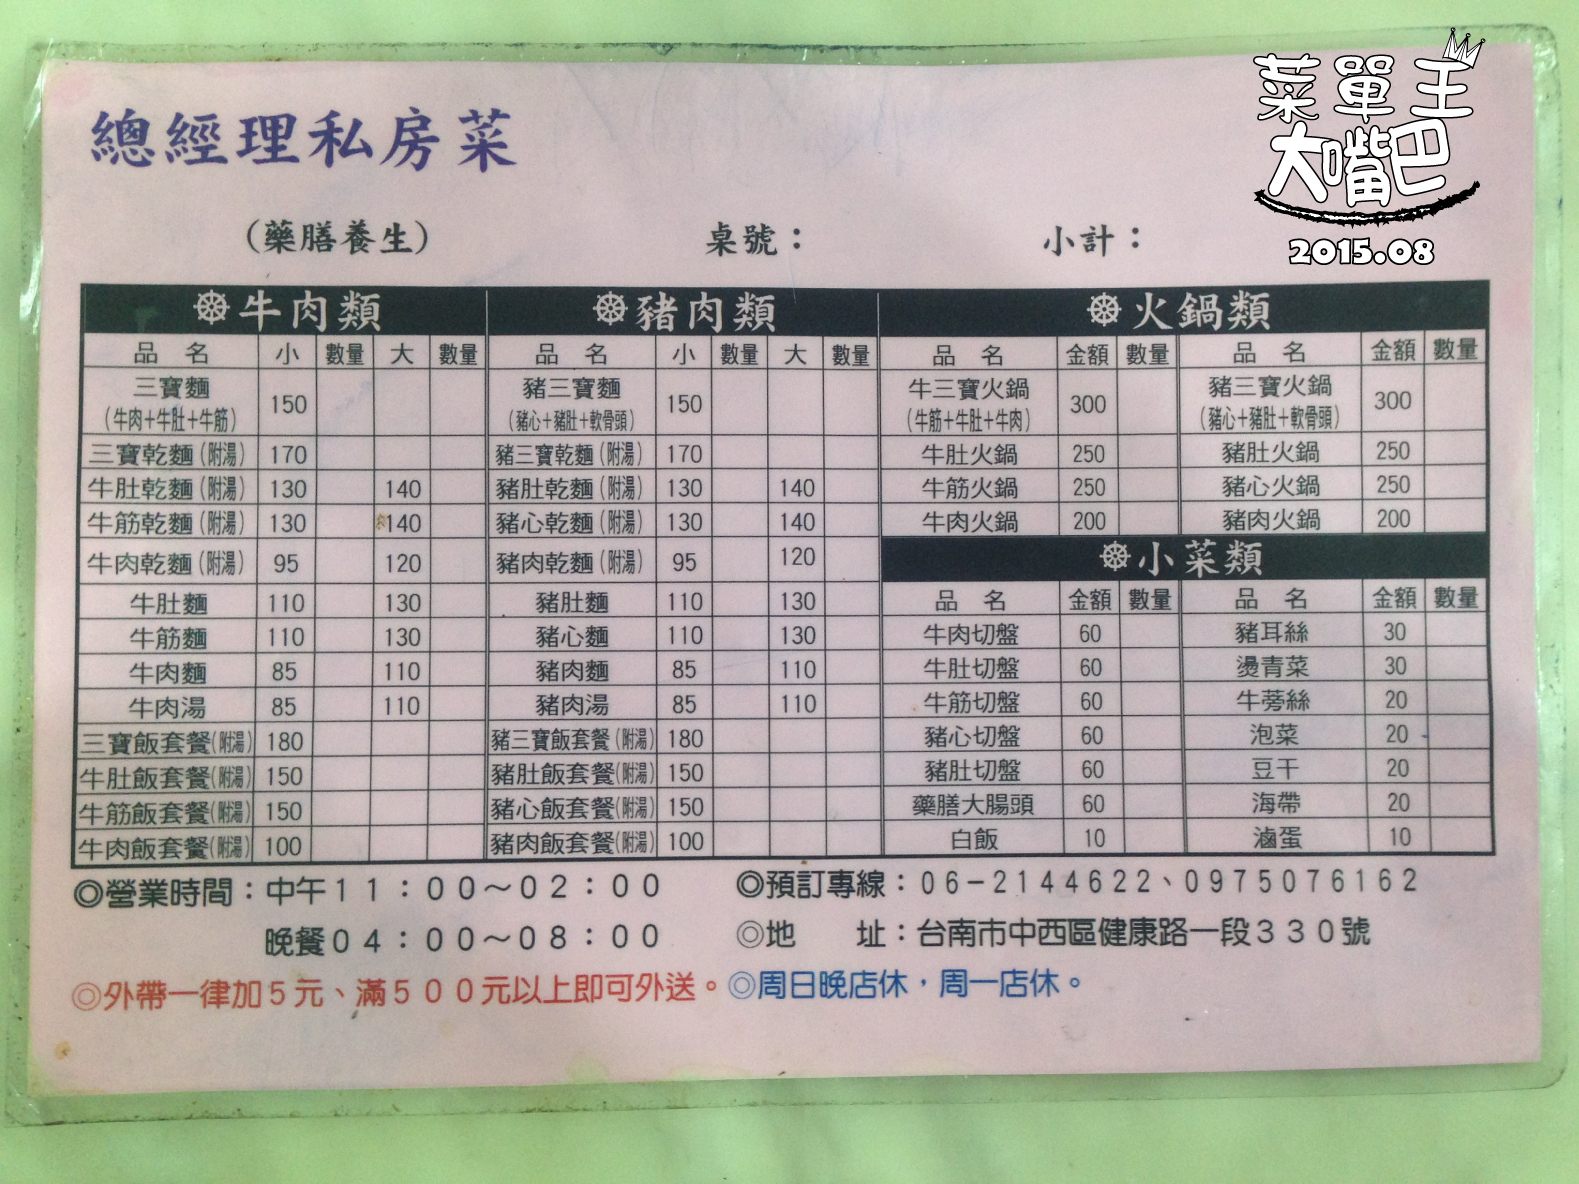 總經理私房菜
菜單王
大嘴巴
2015.08
(藥膳養生) 桌號： 小計：
牛肉類
品 名 小 數量 大 數量
三寶麵 150
(牛肉+牛肚+牛筋)
三寶乾麵(附湯) 170
牛肚乾麵(附湯) 130 140
牛筋乾麵(附湯) 130 140
牛肉乾麵(附湯) 95 120
牛肚麵 110 130
牛筋麵 110 130
牛肉麵 85 110
牛肉湯 85 110
三寶飯套餐(附湯) 180
牛肚飯套餐(附湯) 150
牛筋飯套餐(附湯) 150
牛肉飯套餐(附湯) 100
豬肉類
品 名 小 數量 大 數量
豬三寶麵 150
(豬心+豬肚+軟骨頭)
豬三寶乾麵(附湯) 170
豬肚乾麵(附湯) 130 140
豬心乾麵(附湯) 130 140
豬肉乾麵(附湯) 95 120
豬肚麵 110 130
豬心麵 110 130
豬肉麵 85 110
豬肉湯 85 110
豬三寶飯套餐(附湯) 180
豬肚飯套餐(附湯) 150
豬心飯套餐(附湯) 150
豬肉飯套餐(附湯) 100
火鍋類
品 名 金額 數量 品 名 金額 數量
牛三寶火鍋 300 豬三寶火鍋 300
(牛筋+牛肚+牛肉) (豬心+豬肚+軟骨頭)
牛肚火鍋 250 豬肚火鍋 250
牛筋火鍋 250 豬心火鍋 250
牛肉火鍋 200 豬肉火鍋 200
小菜類
品 名 金額 數量 品 名 金額 數量
牛肉切盤 60 豬耳絲 30
牛肚切盤 60 燙青菜 30
牛筋切盤 60 牛蒡絲 20
豬心切盤 60 泡菜 20
豬肚切盤 60 豆干 20
藥膳大腸頭 60 海帶 20
白飯 10 滷蛋 10
◎營業時間：中午11：00～02：00 ◎預訂專線：06-2144622、0975076162
晚餐04：00～08：00 ◎地 址：台南市中西區健康路一段330號
◎外帶一律加5元、滿500元以上即可外送。◎周日晚店休，周一店休。